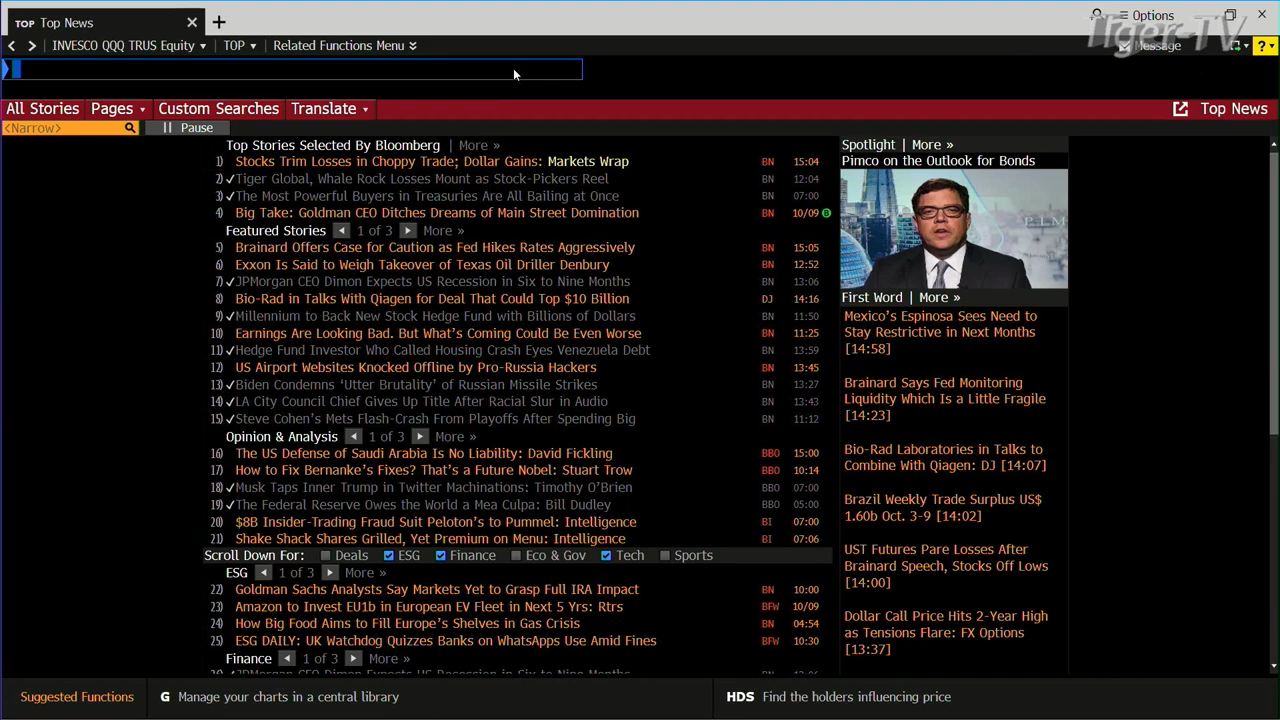 TOP Top News
Options
INVESCO QQQ TRUS Equity TOP Related Functions Menu
Message
Tiger-TV
All Stories Pages Custom Searches Translate Top News
<Narrow> Pause
Top Stories Selected By Bloomberg | More »
1) Stocks Trim Losses in Choppy Trade; Dollar Gains: Markets Wrap BN 15:04
2) Tiger Global, Whale Rock Losses Mount as Stock-Pickers Reel BN 12:04
3) The Most Powerful Buyers in Treasuries Are All Bailing at Once BN 07:00
4) Big Take: Goldman CEO Ditches Dreams of Main Street Domination BN 10/09 B
Featured Stories 1 of 3 More »
5) Brainard Offers Case for Caution as Fed Hikes Rates Aggressively BN 15:05
6) Exxon Is Said to Weigh Takeover of Texas Oil Driller Denbury BN 12:52
7) JPMorgan CEO Dimon Expects US Recession in Six to Nine Months BN 13:06
8) Bio-Rad in Talks With Qiagen for Deal That Could Top $10 Billion DJ 14:16
9) Millennium to Back New Stock Hedge Fund with Billions of Dollars BN 11:50
10) Earnings Are Looking Bad. But What's Coming Could Be Even Worse BN 11:25
11) Hedge Fund Investor Who Called Housing Crash Eyes Venezuela Debt BN 13:59
12) US Airport Websites Knocked Offline by Pro-Russia Hackers BN 13:45
13) Biden Condemns 'Utter Brutality' of Russian Missile Strikes BN 13:27
14) LA City Council Chief Gives Up Title After Racial Slur in Audio BN 13:43
15) Steve Cohen's Mets Flash-Crash From Playoffs After Spending Big BN 11:12
Opinion & Analysis 1 of 3 More »
16) The US Defense of Saudi Arabia Is No Liability: David Fickling BBO 15:00
17) How to Fix Bernanke's Fixes? That's a Future Nobel: Stuart Trow BBO 10:14
18) Musk Taps Inner Trump in Twitter Machinations: Timothy O'Brien BBO 07:00
19) The Federal Reserve Owes the World a Mea Culpa: Bill Dudley BBO 05:00
20) $8B Insider-Trading Fraud Suit Peloton's to Pummel: Intelligence BI 07:00
21) Shake Shack Shares Grilled, Yet Premium on Menu: Intelligence BI 07:06
Scroll Down For: Deals ESG Finance Eco & Gov Tech Sports
ESG 1 of 3 More »
22) Goldman Sachs Analysts Say Markets Yet to Grasp Full IRA Impact BN 10:00
23) Amazon to Invest EU1b in European EV Fleet in Next 5 Yrs: Rtrs BFW 10/09
24) How Big Food Aims to Fill Europe's Shelves in Gas Crisis BN 04:54
25) ESG DAILY: UK Watchdog Quizzes Banks on WhatsApps Use Amid Fines BFW 10:30
Finance 1 of 3 More »
JPMorgan CEO Dimon Expects US Recession in Six to Nine Months
Spotlight | More »
Pimco on the Outlook for Bonds
First Word | More »
Mexico's Espinosa Sees Need to
Stay Restrictive in Next Months
[14:58]
Brainard Says Fed Monitoring
Liquidity Which Is a Little Fragile
[14:23]
Bio-Rad Laboratories in Talks to
Combine With Qiagen: DJ [14:07]
Brazil Weekly Trade Surplus US$
1.60b Oct. 3-9 [14:02]
UST Futures Pare Losses After
Brainard Speech, Stocks Off Lows
[14:00]
Dollar Call Price Hits 2-Year High
as Tensions Flare: FX Options
[13:37]
Suggested Functions G Manage your charts in a central library HDS Find the holders influencing price